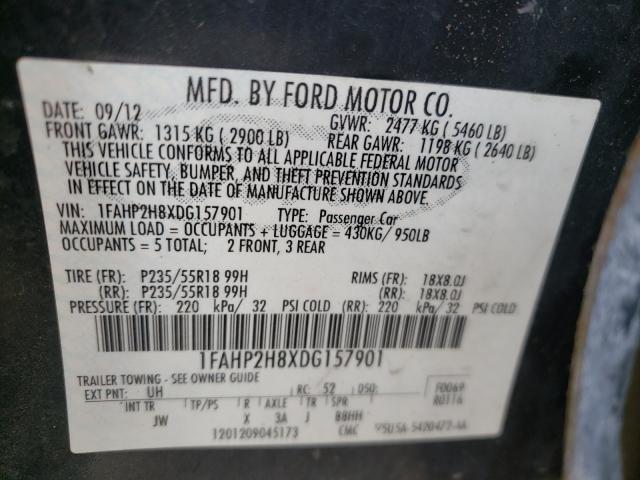 MFD. BY FORD MOTOR CO.
DATE: 09/12 GVWR: 2477 KG ( 5460 LB)
FRONT GAWR: 1315 KG ( 2900 LB) REAR GAWR: 1198 KG ( 2640 LB)
THIS VEHICLE CONFORMS TO ALL APPLICABLE FEDERAL MOTOR
VEHICLE SAFETY, BUMPER, AND THEFT PREVENTION STANDARDS
IN EFFECT ON THE DATE OF MANUFACTURE SHOWN ABOVE.
VIN: 1FAHP2H8XDG157901 TYPE: Passenger Car
MAXIMUM LOAD = OCCUPANTS + LUGGAGE = 430KG/ 950LB
OCCUPANTS = 5 TOTAL; 2 FRONT, 3 REAR
TIRE (FR): P235/55R18 99H RIMS (FR): 18X8.0J
(RR): P235/55R18 99H (RR): 18X8.0J
PRESSURE (FR): 220 kPa/ 32 PSI COLD (RR): 220 kPa/ 32 PSI COLD
1FAHP2H8XDG157901
TRAILER TOWING - SEE OWNER GUIDE
EXT PNT: UH RC: 52 DSO: F0069
INT TR TP/PS R AXLE TR SPR R0116
JW X 3A J BBHH
1201209045173 CMC